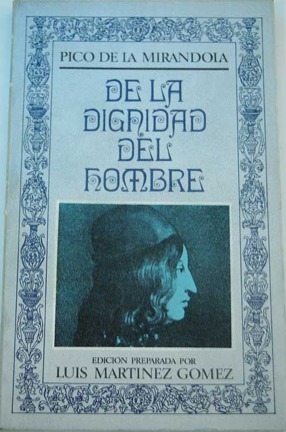 PICO DE LA MIRANDOLA
DE LA
DIGNIDAD
DEL
HOMBRE
EDICION PREPARADA POR
LUIS MARTINEZ GOMEZ